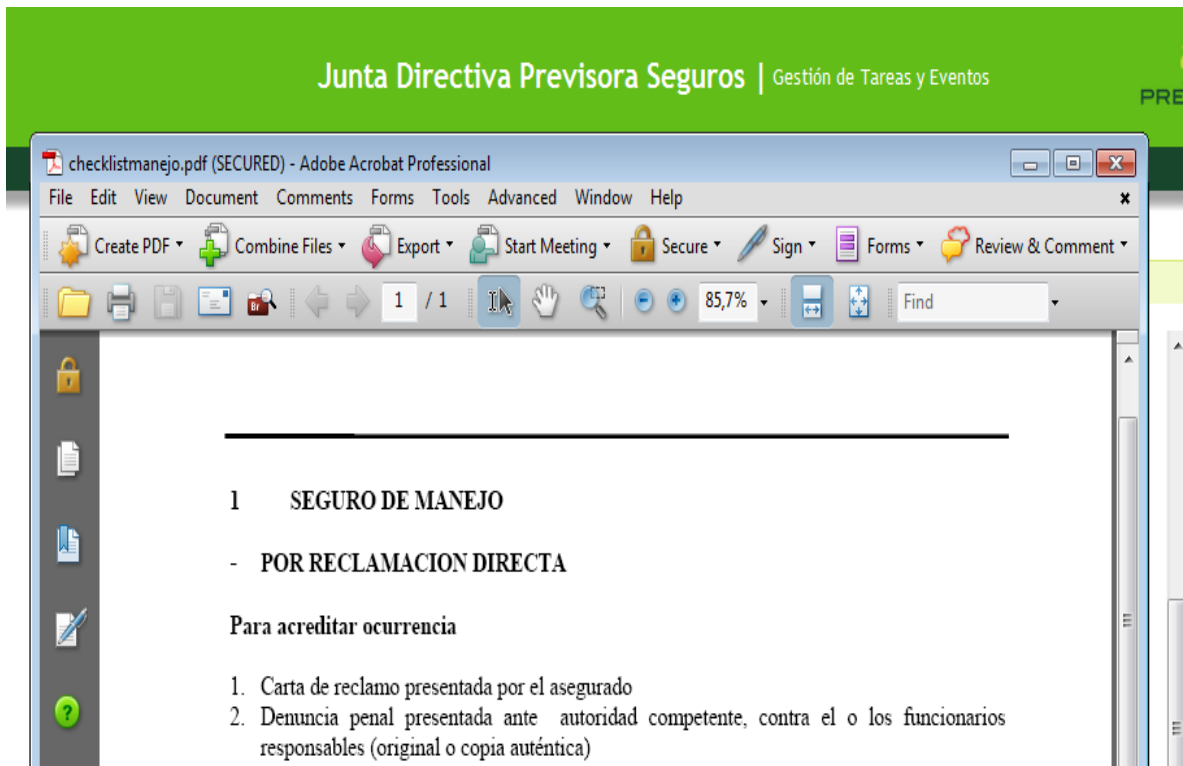 Junta Directiva Previsora Seguros | Gestión de Tareas y Eventos
PRE
checklistmanejo.pdf (SECURED) - Adobe Acrobat Professional
File Edit View Document Comments Forms Tools Advanced Window Help
Create PDF Combine Files Export Start Meeting Secure Sign Forms Review & Comment
1 / 1 85,7% Find
1 SEGURO DE MANEJO
- POR RECLAMACION DIRECTA
Para acreditar ocurrencia
1. Carta de reclamo presentada por el asegurado
2. Denuncia penal presentada ante autoridad competente, contra el o los funcionarios
responsables (original o copia auténtica)